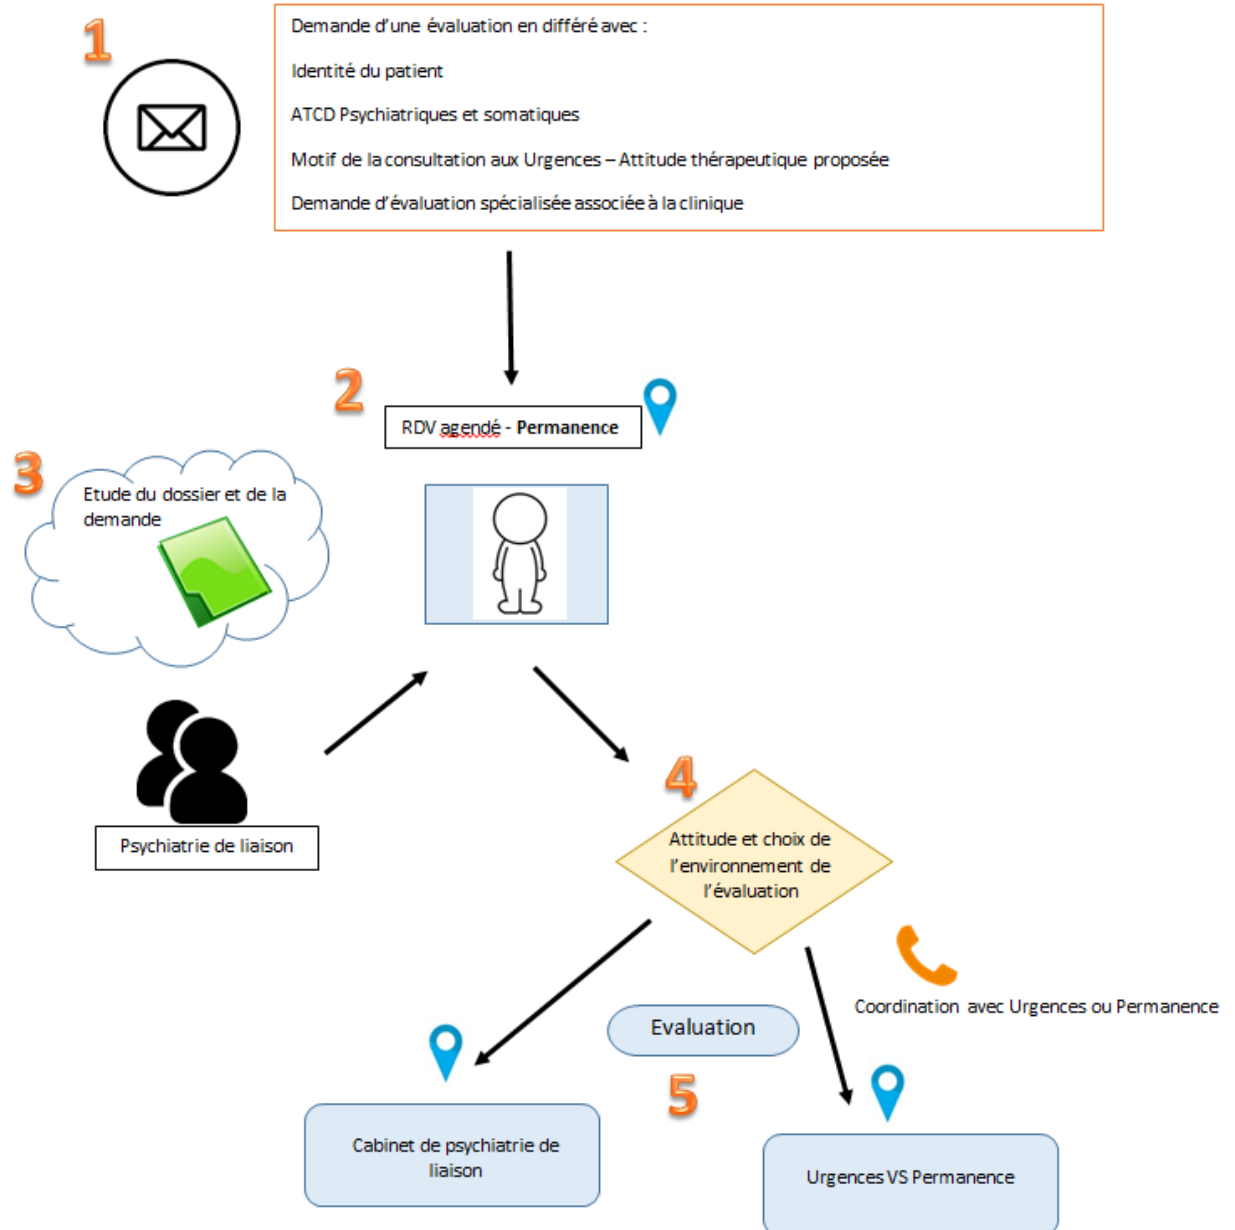 1
Demande d'une évaluation en différé avec :
Identité du patient
ATCD Psychiatriques et somatiques
Motif de la consultation aux Urgences – Attitude thérapeutique proposée
Demande d'évaluation spécialisée associée à la clinique
2
RDV agendé - Permanence
3
Etude du dossier et de la
demande
Psychiatrie de liaison
4
Attitude et choix de
l'environnement de
l'évaluation
Coordination avec Urgences ou Permanence
Evaluation
5
Cabinet de psychiatrie de
liaison
Urgences VS Permanence